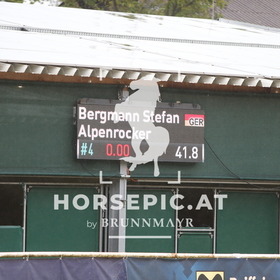 Bergmann Stefan
GER
Alpenrocker
#4 0.00 41.8
HORSEPIC.AT
by BRUNNMAYR